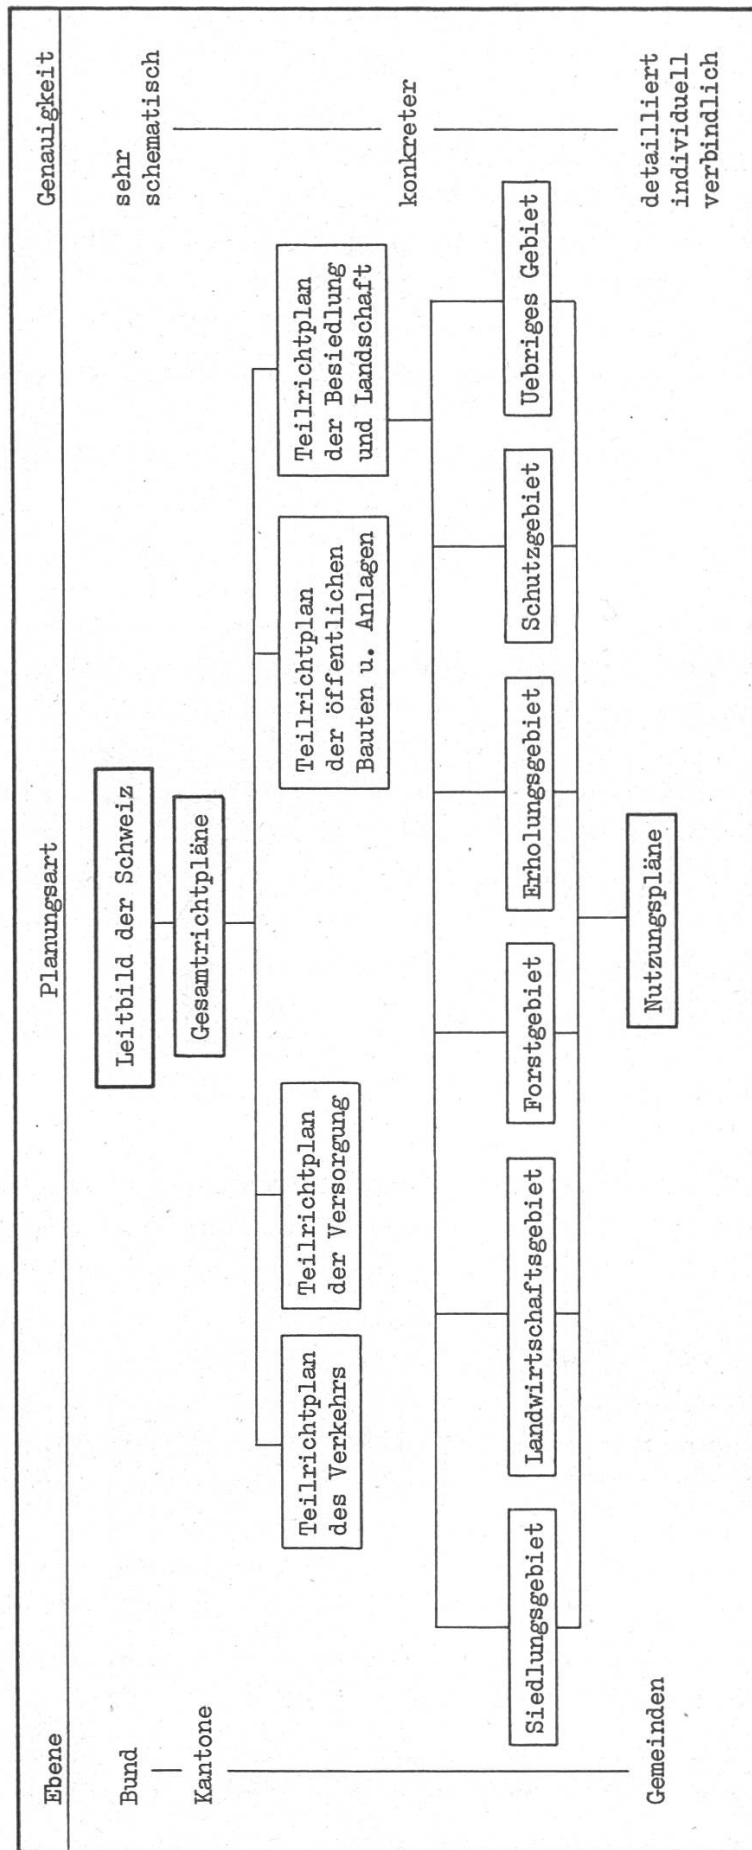 Ebene
Planungsart
Genauigkeit
Bund
Leitbild der Schweiz
sehr
schematisch
Kantone
Gesamtrichtpläne
Teilrichtplan
des Verkehrs
Teilrichtplan
der Versorgung
Teilrichtplan
der öffentlichen
Bauten u. Anlagen
Teilrichtplan
der Besiedlung
und Landschaft
konkreter
Siedlungsgebiet
Landwirtschaftsgebiet
Forstgebiet
Erholungsgebiet
Schutzgebiet
Uebriges Gebiet
Gemeinden
Nutzungspläne
detailliert
individuell
verbindlich